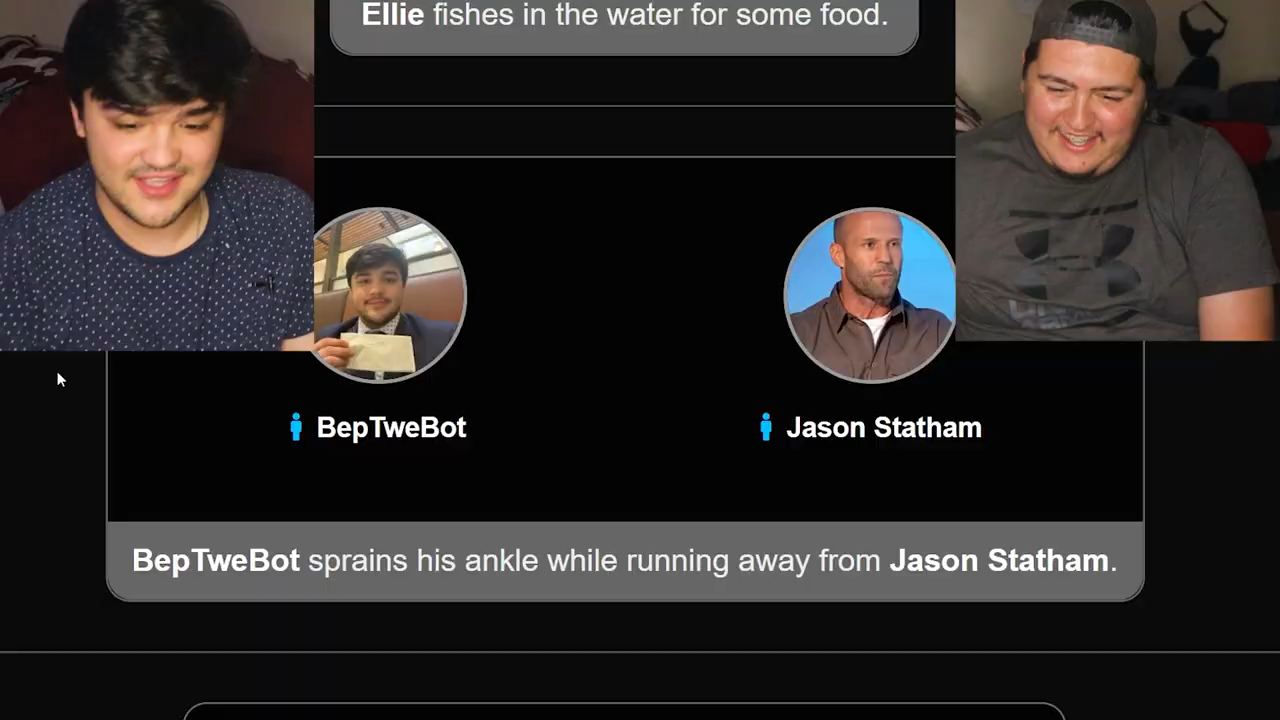 Ellie fishes in the water for some food.
BepTweBot
Jason Statham
BepTweBot sprains his ankle while running away from Jason Statham.